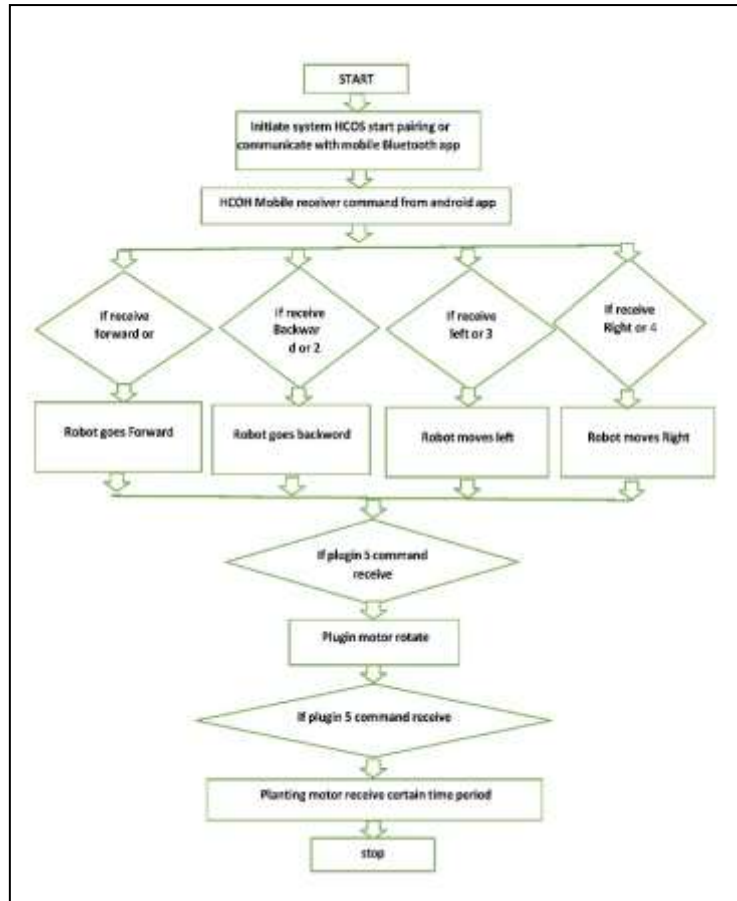 START
Initiate system HCOS start pairing or
communicate with mobile Bluetooth app
HCOH Mobile receiver command from android app
If receive
forward or
If receive
Backwar
d or 2
If receive
left or 3
If receive
Right or 4
Robot goes Forward
Robot goes backword
Robot moves left
Robot moves Right
If plugin 5 command
receive
Plugin motor rotate
If plugin 5 command receive
Planting motor receive certain time period
stop